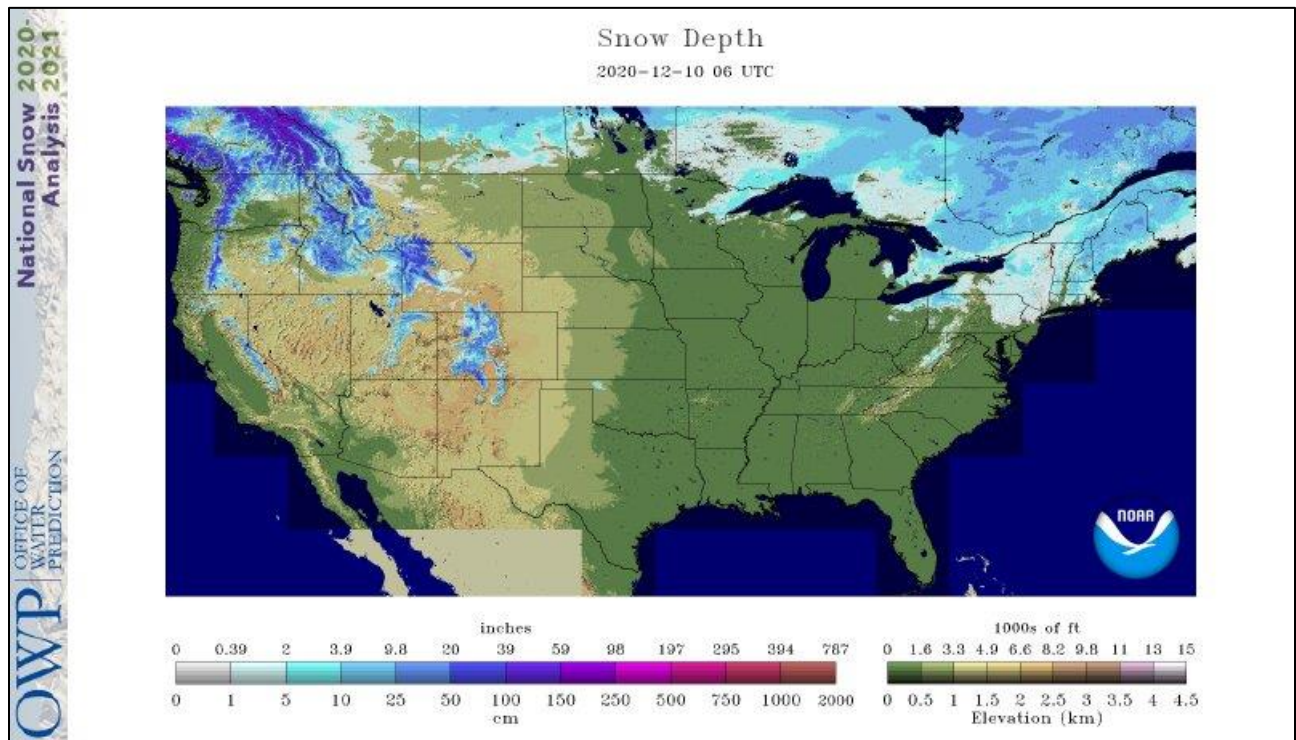 National Snow 2020-
Analysis 2021
OWP
OFFICE OF
WATER
PREDICTION
Snow Depth
2020-12-10 06 UTC
NOAA
inches
0 0.39 2 3.9 9.8 20 39 59 98 197 295 394 787
0 1 5 10 25 50 100 150 250 500 750 1000 2000
cm
1000s of ft
0 1.6 3.3 4.9 6.6 8.2 9.8 11 13 15
0 0.5 1 1.5 2 2.5 3 3.5 4 4.5
Elevation (km)